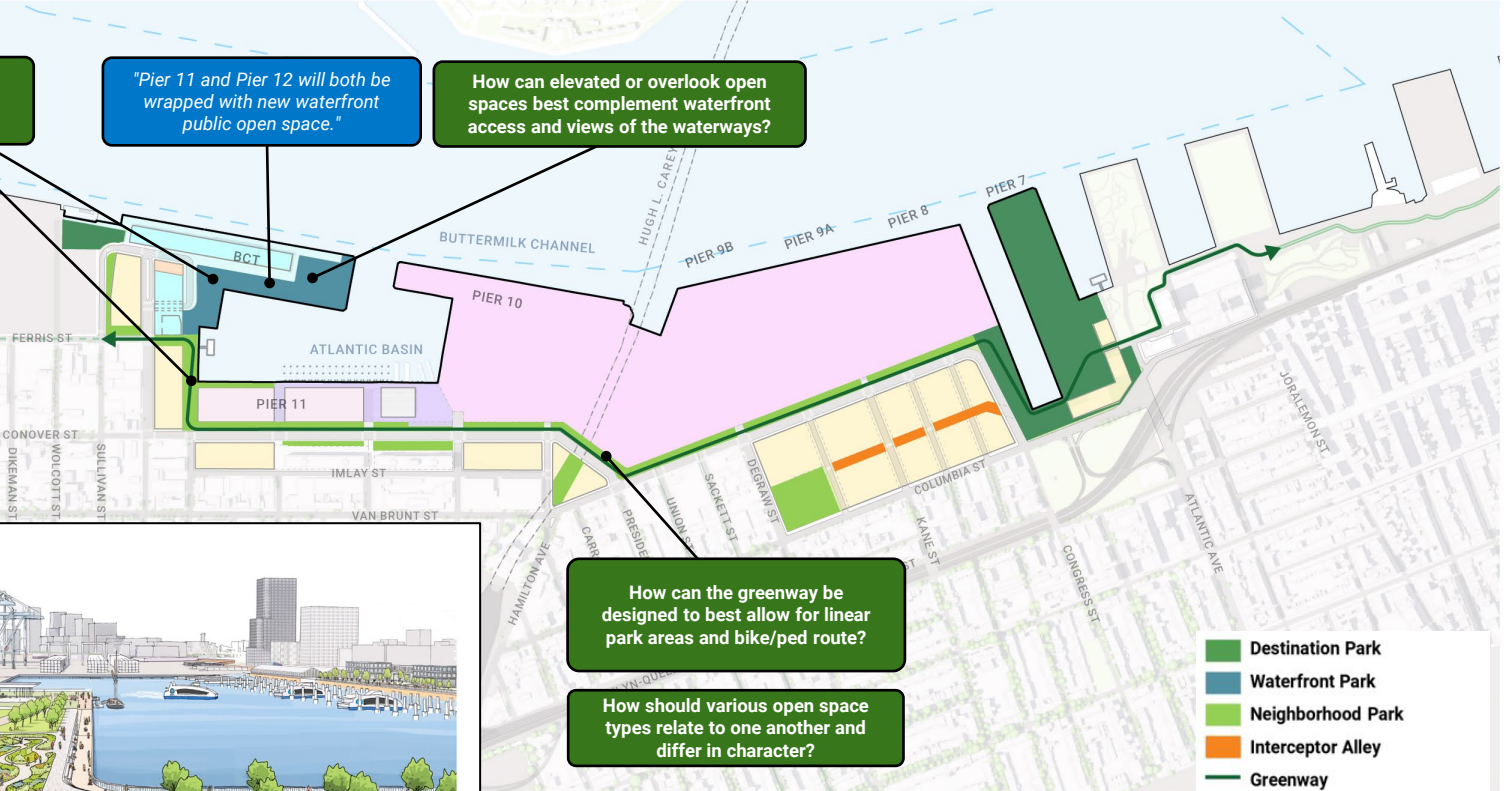 "Pier 11 and Pier 12 will both be
wrapped with new waterfront
public open space."
How can elevated or overlook open
spaces best complement waterfront
access and views of the waterways?
HUGH L. CAREY
PIER 7
PIER 8
PIER 9A
PIER 9B
BUTTERMILK CHANNEL
BCT
PIER 10
FERRIS ST
ATLANTIC BASIN
PIER 11
CONOVER ST
DIKEMAN ST
WOLCOTT ST
SULLIVAN ST
IMLAY ST
VAN BRUNT ST
HAMILTON AVE
CARR
PRESIDE
UNION ST
SACKETT ST
DEGRAW ST
COLUMBIA ST
KANE ST
ST
CONGRESS ST
ATLANTIC AVE
JORALEMON ST
How can the greenway be
designed to best allow for linear
park areas and bike/ped route?
LYN-QUE
How should various open space
types relate to one another and
differ in character?
Destination Park
Waterfront Park
Neighborhood Park
Interceptor Alley
Greenway